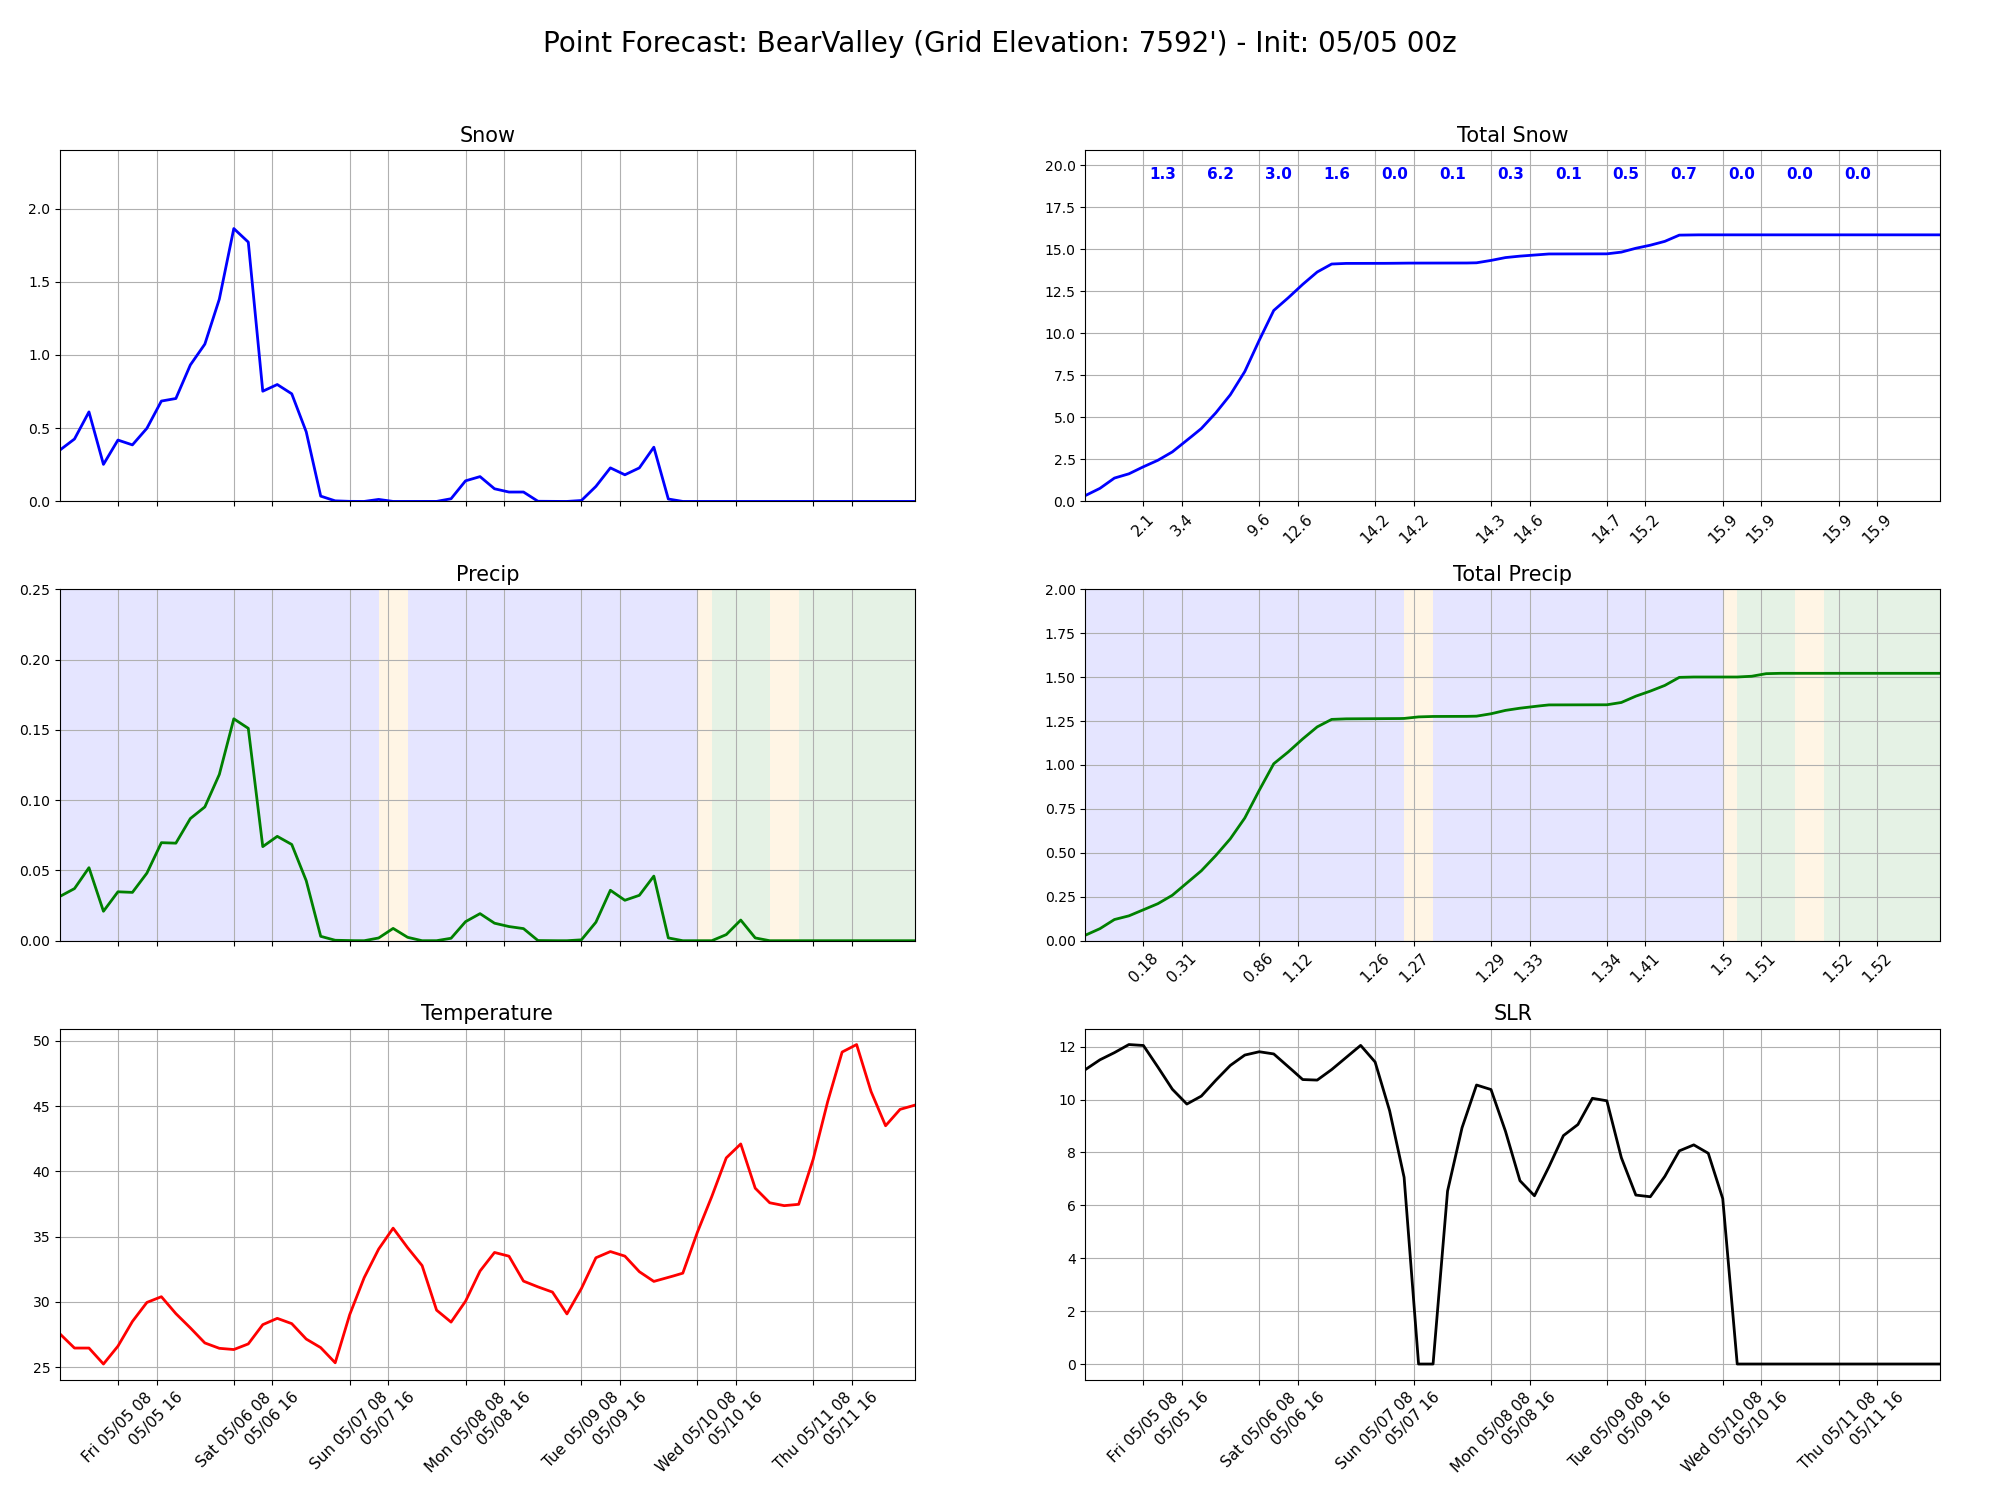 Point Forecast: BearValley (Grid Elevation: 7592') - Init: 05/05 00z
Snow
2.0
1.5
1.0
0.5
0.0
Total Snow
20.0
17.5
15.0
12.5
10.0
7.5
5.0
2.5
0.0
1.3 6.2 3.0 1.6 0.0 0.1 0.3 0.1 0.5 0.7 0.0 0.0 0.0
2.1 3.4 9.6 12.6 14.2 14.2 14.3 14.6 14.7 15.2 15.9 15.9 15.9 15.9
Precip
0.25
0.20
0.15
0.10
0.05
0.00
Total Precip
2.00
1.75
1.50
1.25
1.00
0.75
0.50
0.25
0.00
0.18 0.31 0.86 1.12 1.26 1.27 1.29 1.33 1.34 1.41 1.5 1.51 1.52 1.52
Temperature
50
45
40
35
30
25
Fri 05/05 08
05/05 16
Sat 05/06 08
05/06 16
Sun 05/07 08
05/07 16
Mon 05/08 08
05/08 16
Tue 05/09 08
05/09 16
Wed 05/10 08
05/10 16
Thu 05/11 08
05/11 16
SLR
12
10
8
6
4
2
0
Fri 05/05 08
05/05 16
Sat 05/06 08
05/06 16
Sun 05/07 08
05/07 16
Mon 05/08 08
05/08 16
Tue 05/09 08
05/09 16
Wed 05/10 08
05/10 16
Thu 05/11 08
05/11 16